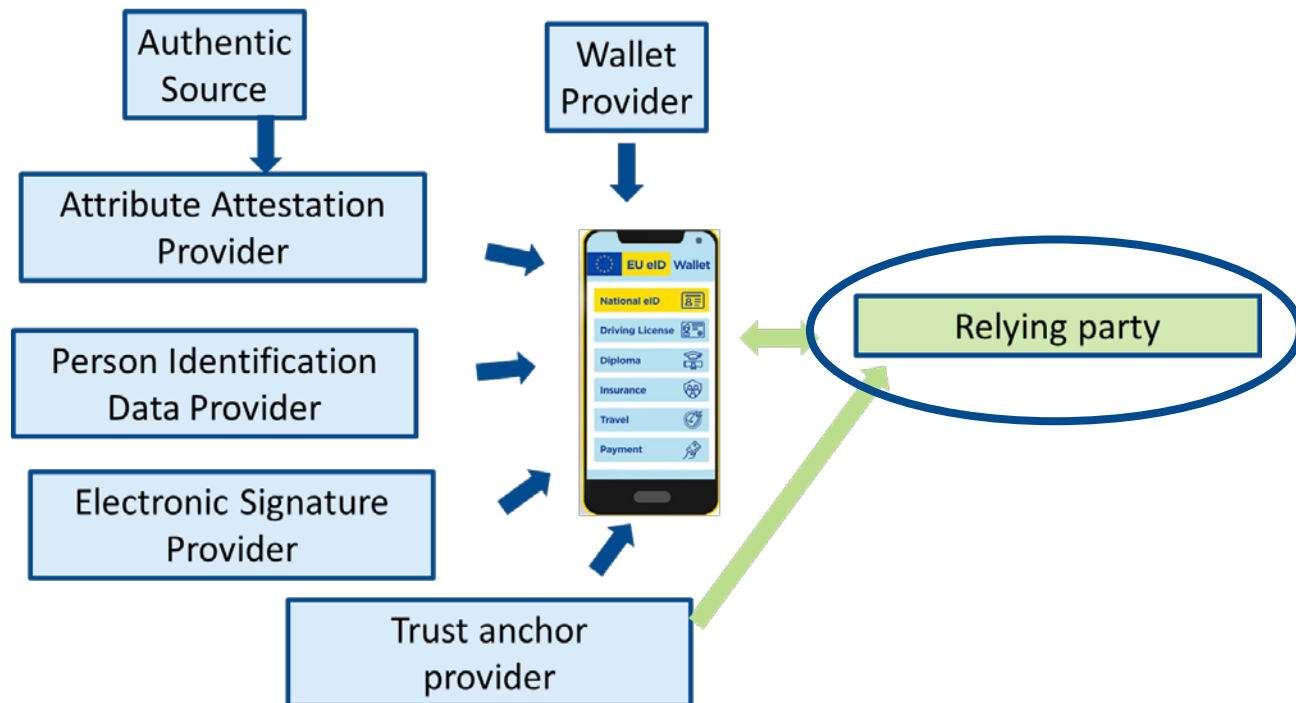 Authentic
Source
Wallet
Provider
Attribute Attestation
Provider
EU eID Wallet
National eID
Driving License
Diploma
Insurance
Travel
Payment
Relying party
Person Identification
Data Provider
Electronic Signature
Provider
Trust anchor
provider